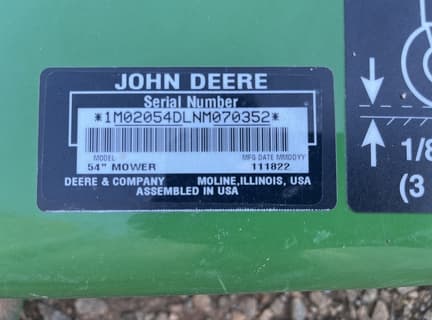 JOHN DEERE
Serial Number
*1M02054DLNM070352*
MODEL MFG DATE MMDDYY
54" MOWER 111822
DEERE & COMPANY MOLINE,ILLINOIS, USA
ASSEMBLED IN USA
1/8
(3